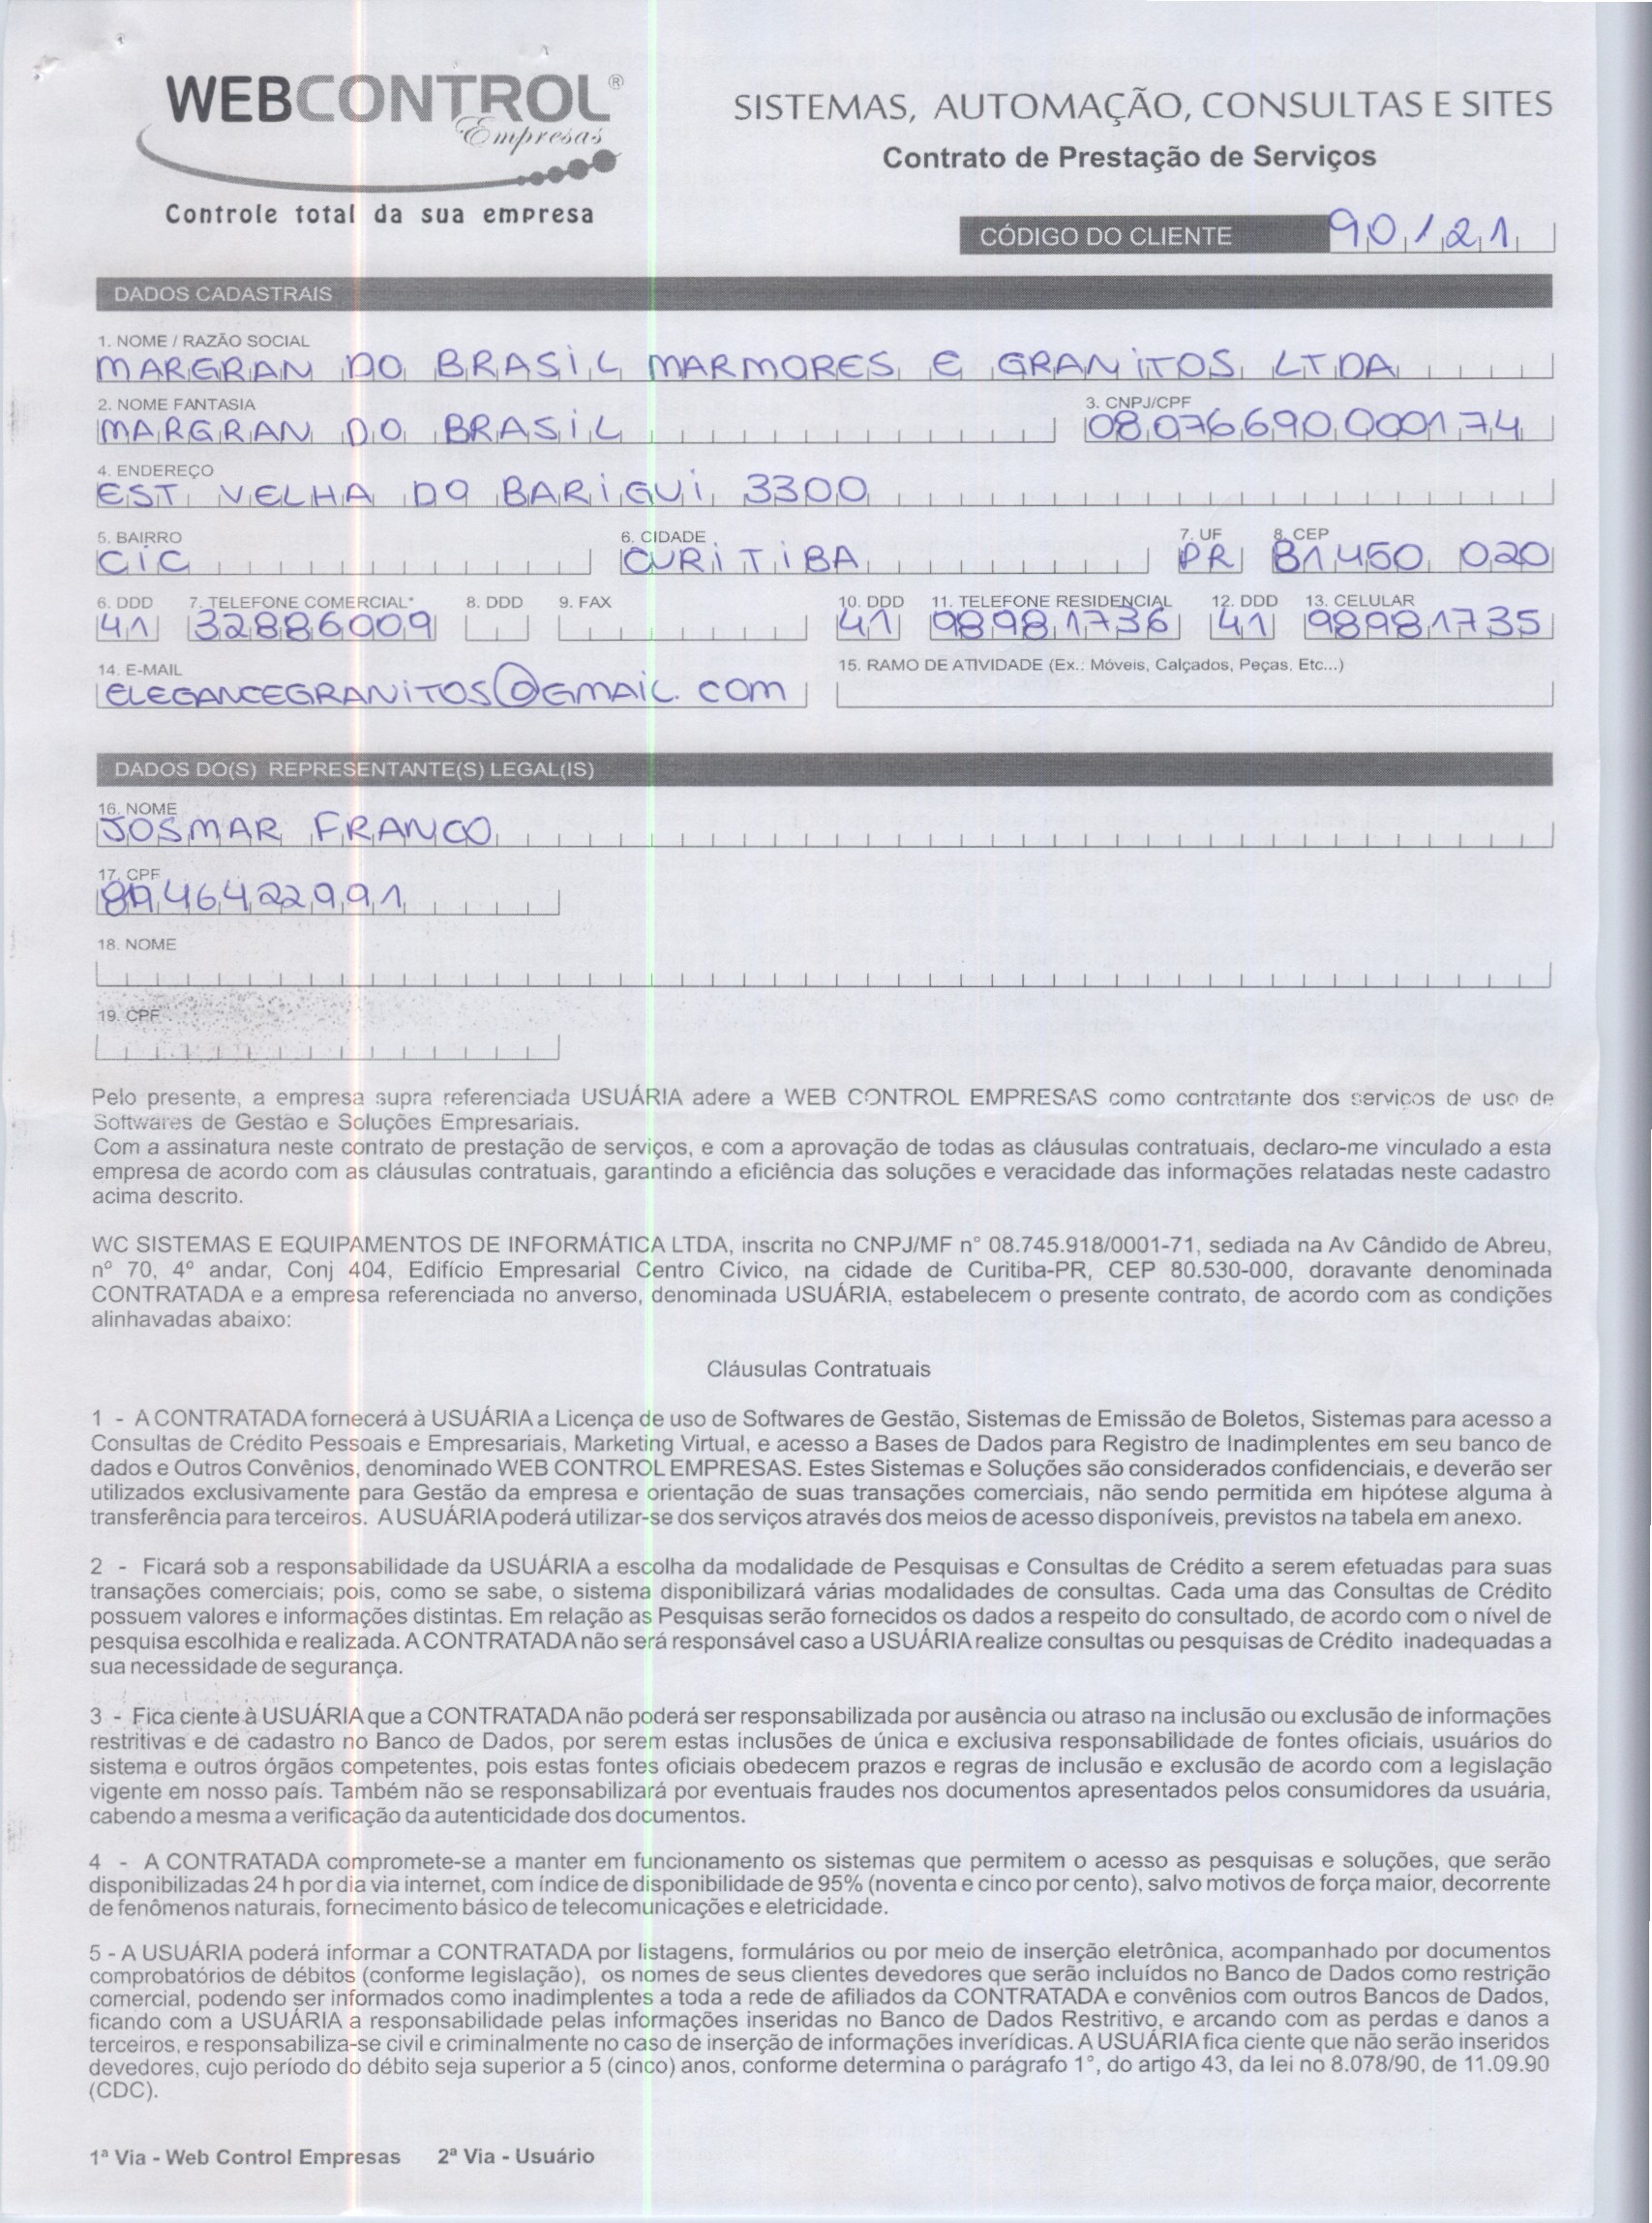 WEBCONTROL®
Empresas
Controle total da sua empresa
SISTEMAS, AUTOMAÇÃO, CONSULTAS E SITES
Contrato de Prestação de Serviços
CÓDIGO DO CLIENTE 90121
DADOS CADASTRAIS
1. NOME / RAZÃO SOCIAL
MARGRAN DO BRASIL MARMORES E GRANITOS LTDA
2. NOME FANTASIA 3. CNPJ/CPF
MARGRAN DO BRASIL 08076690000174
4. ENDEREÇO
EST VELHA DO BARIGUI 3300
5. BAIRRO 6. CIDADE 7. UF 8. CEP
CIC CURITIBA PR 81450 020
6. DDD 7. TELEFONE COMERCIAL* 8. DDD 9. FAX 10. DDD 11. TELEFONE RESIDENCIAL 12. DDD 13. CELULAR
41 32886009 41 989817736 41 989817735
14. E-MAIL 15. RAMO DE ATIVIDADE (Ex.: Móveis, Calçados, Peças, Etc...)
ELEGANCEGRANITOS@GMAIL.COM
DADOS DO(S) REPRESENTANTE(S) LEGAL(IS)
16. NOME
JOSMAR FRANCO
17. CPF
18. NOME
19. CPF
Pelo presente, a empresa supra referenciada USUÁRIA adere a WEB CONTROL EMPRESAS como contratante dos serviços de uso de
Softwares de Gestão e Soluções Empresariais.
Com a assinatura neste contrato de prestação de serviços, e com a aprovação de todas as cláusulas contratuais, declaro-me vinculado a esta
empresa de acordo com as cláusulas contratuais, garantindo a eficiência das soluções e veracidade das informações relatadas neste cadastro
acima descrito.
WC SISTEMAS E EQUIPAMENTOS DE INFORMÁTICA LTDA, inscrita no CNPJ/MF n° 08.745.918/0001-71, sediada na Av Cândido de Abreu,
nº 70, 4º andar, Conj 404, Edifício Empresarial Centro Cívico, na cidade de Curitiba-PR, CEP 80.530-000, doravante denominada
CONTRATADA e a empresa referenciada no anverso, denominada USUÁRIA, estabelecem o presente contrato, de acordo com as condições
alinhavadas abaixo:
Cláusulas Contratuais
1 - A CONTRATADA fornecerá à USUÁRIA a Licença de uso de Softwares de Gestão, Sistemas de Emissão de Boletos, Sistemas para acesso a
Consultas de Crédito Pessoais e Empresariais, Marketing Virtual, e acesso a Bases de Dados para Registro de Inadimplentes em seu banco de
dados e Outros Convênios, denominado WEB CONTROL EMPRESAS. Estes Sistemas e Soluções são considerados confidenciais, e deverão ser
utilizados exclusivamente para Gestão da empresa e orientação de suas transações comerciais, não sendo permitida em hipótese alguma à
transferência para terceiros. A USUÁRIA poderá utilizar-se dos serviços através dos meios de acesso disponíveis, previstos na tabela em anexo.
2 - Ficará sob a responsabilidade da USUÁRIA a escolha da modalidade de Pesquisas e Consultas de Crédito a serem efetuadas para suas
transações comerciais; pois, como se sabe, o sistema disponibilizará várias modalidades de consultas. Cada uma das Consultas de Crédito
possuem valores e informações distintas. Em relação as Pesquisas serão fornecidos os dados a respeito do consultado, de acordo com o nível de
pesquisa escolhida e realizada. A CONTRATADA não será responsável caso a USUÁRIA realize consultas ou pesquisas de Crédito inadequadas a
sua necessidade de segurança.
3 - Fica ciente à USUÁRIA que a CONTRATADA não poderá ser responsabilizada por ausência ou atraso na inclusão ou exclusão de informações
restritivas e de cadastro no Banco de Dados, por serem estas inclusões de única e exclusiva responsabilidade de fontes oficiais, usuários do
sistema e outros órgãos competentes, pois estas fontes oficiais obedecem prazos e regras de inclusão e exclusão de acordo com a legislação
vigente em nosso país. Também não se responsabilizará por eventuais fraudes nos documentos apresentados pelos consumidores da usuária,
cabendo a mesma a verificação da autenticidade dos documentos.
4 - A CONTRATADA compromete-se a manter em funcionamento os sistemas que permitem o acesso as pesquisas e soluções, que serão
disponibilizadas 24 h por dia via internet, com índice de disponibilidade de 95% (noventa e cinco por cento), salvo motivos de força maior, decorrente
de fenômenos naturais, fornecimento básico de telecomunicações e eletricidade.
5 - A USUÁRIA poderá informar a CONTRATADA por listagens, formulários ou por meio de inserção eletrônica, acompanhado por documentos
comprobatórios de débitos (conforme legislação), os nomes de seus clientes devedores que serão incluídos no Banco de Dados como restrição
comercial, podendo ser informados como inadimplentes a toda a rede de afiliados da CONTRATADA e convênios com outros Bancos de Dados,
ficando com a USUÁRIA a responsabilidade pelas informações inseridas no Banco de Dados Restritivo, e arcando com as perdas e danos a
terceiros, e responsabiliza-se civil e criminalmente no caso de inserção de informações inverídicas. A USUÁRIA fica ciente que não serão inseridos
devedores, cujo período do débito seja superior a 5 (cinco) anos, conforme determina o parágrafo 1°, do artigo 43, da lei no 8.078/90, de 11.09.90
(CDC).
1ª Via - Web Control Empresas 2ª Via - Usuário